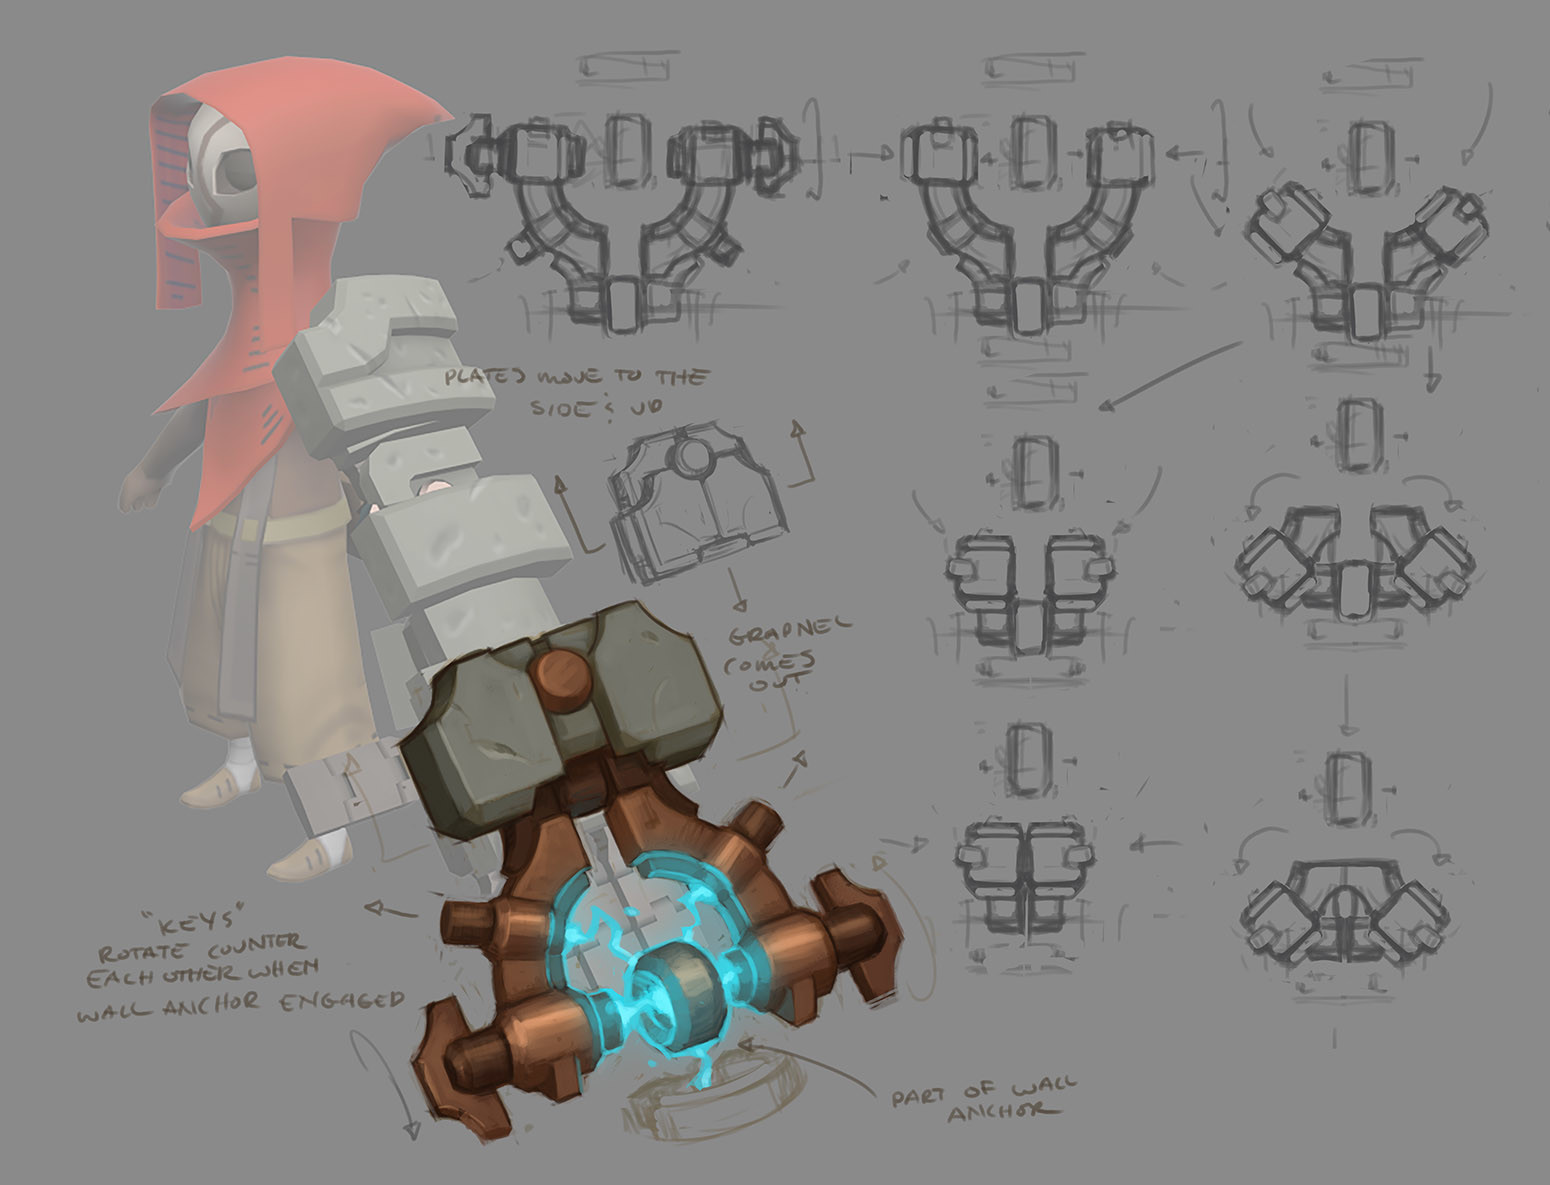 PLATES MOVE TO THE
SIDE & UP
GRAPNEL
COMES
OUT
"KEYS"
ROTATE COUNTER
EACH OTHER WHEN
WALL ANCHOR ENGAGED
PART OF WALL
ANCHOR